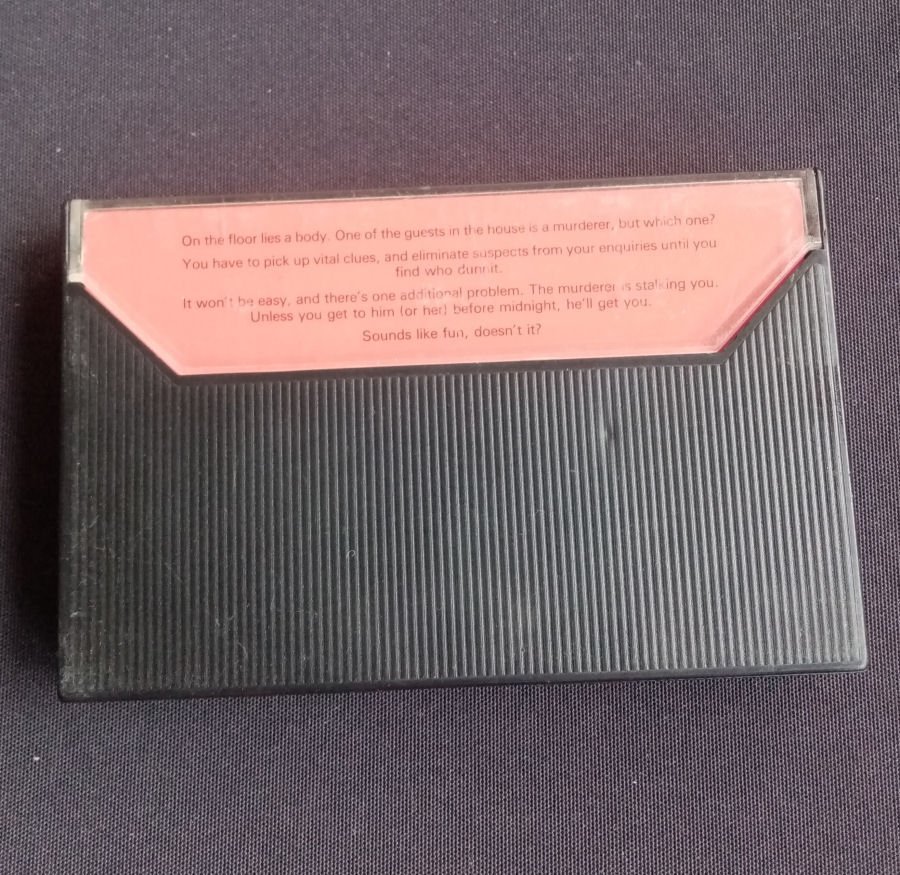 On the floor lies a body. One of the guests in the house is a murderer, but which one?
You have to pick up vital clues, and eliminate suspects from your enquiries until you
find who dunnit.
It won't be easy, and there's one additional problem. The murderer is stalking you.
Unless you get to him (or her) before midnight, he'll get you.
Sounds like fun, doesn't it?